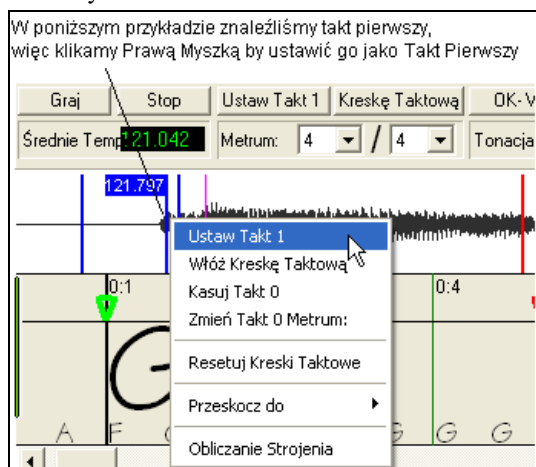 W poniższym przykładzie znaleźliśmy takt pierwszy,
więc klikamy Prawą Myszką by ustawić go jako Takt Pierwszy
Graj Stop Ustaw Takt 1 Kreskę Taktową OK- V
Średnie Temp 121.042 Metrum: 4 / 4 Tonacja
121.797
Ustaw Takt 1
Włóż Kreskę Taktową
0:1 Kasuj Takt 0 0:4
Zmień Takt 0 Metrum:
G
Resetuj Kreski Taktowe
Przeskocz do
A F G G G
Obliczanie Strojenia